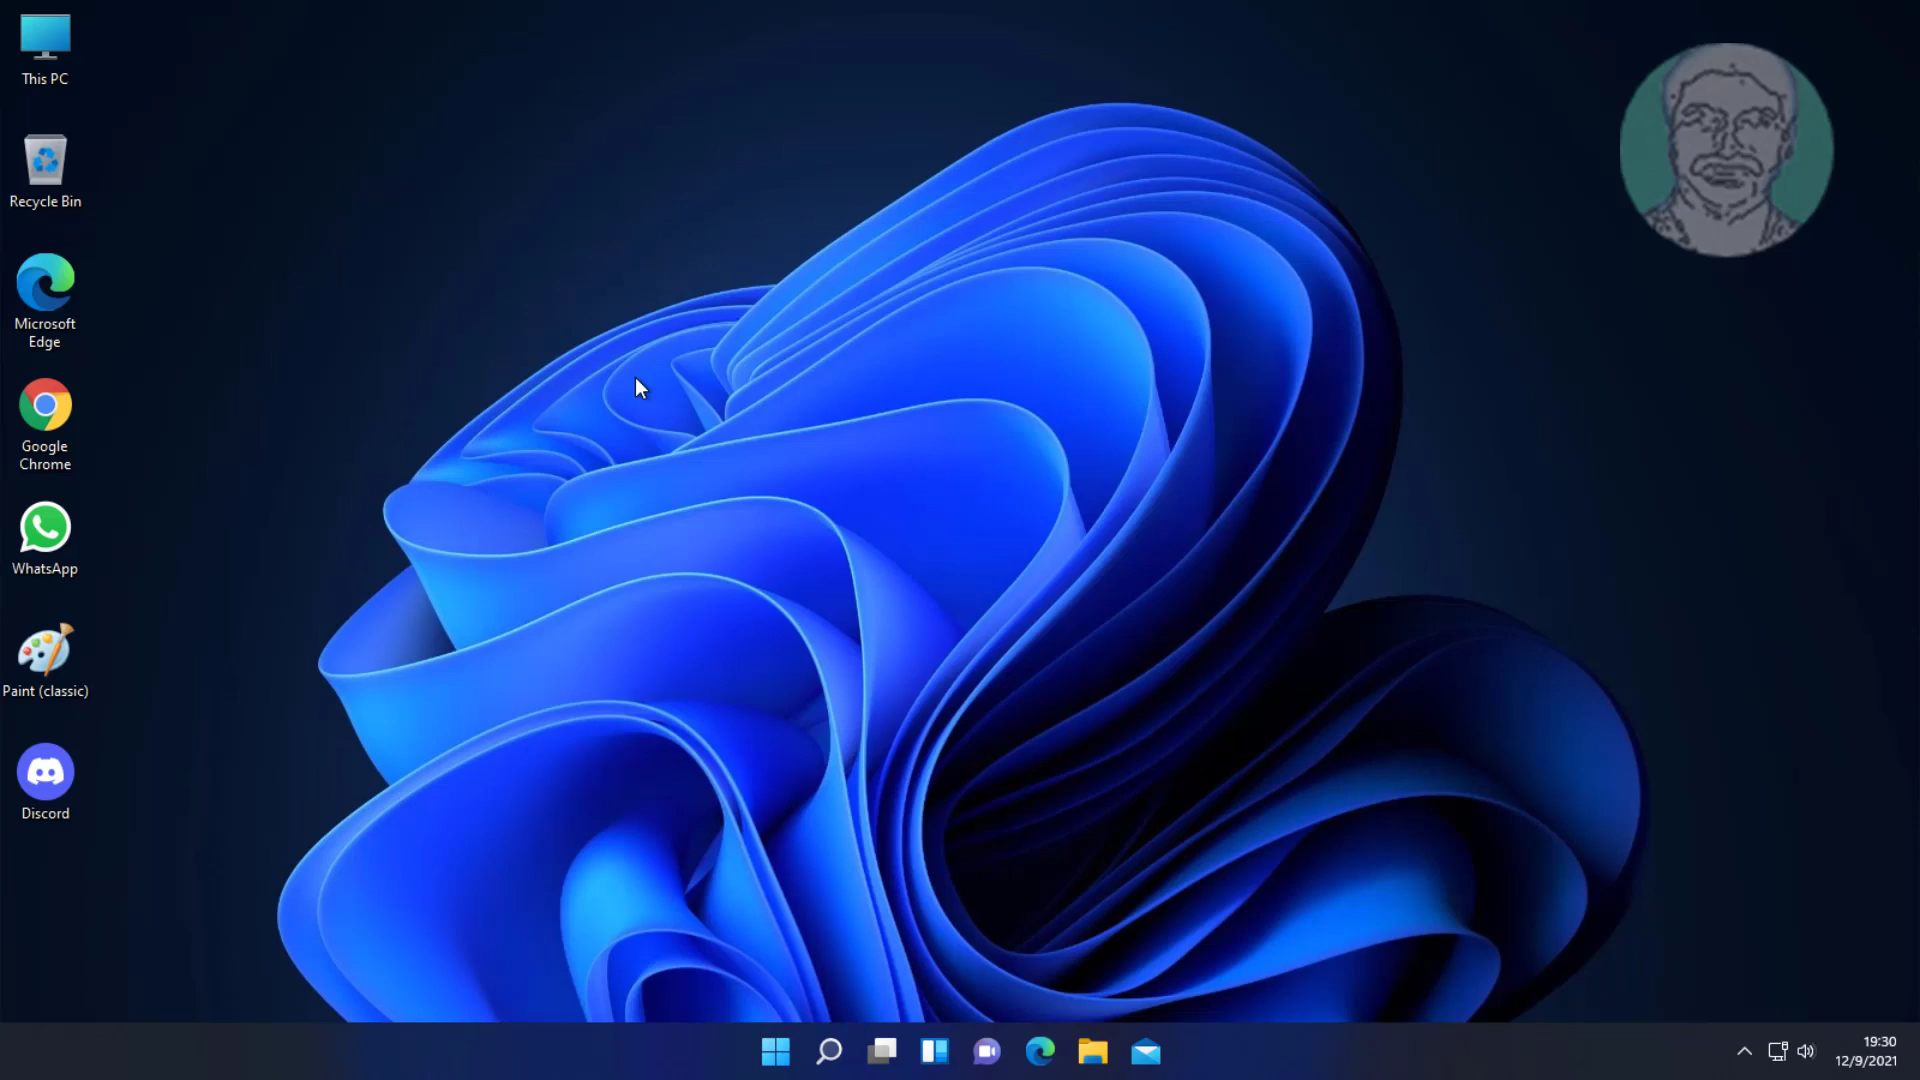 This PC
Recycle Bin
Microsoft
Edge
Google
Chrome
WhatsApp
Paint (classic)
Discord
19:30
12/9/2021